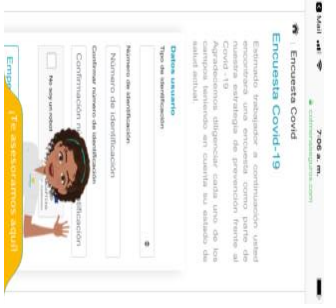 Mail 7:06 a. m.
colmenaseguros.com
Encuesta Covid
Encuesta Covid-19
Estimado trabajador a continuación usted
encontrará una encuesta como parte de
nuestra estrategia de prevención frente al
Covid-19
Agradecemos diligenciar cada uno de los
campos teniendo en cuenta su estado de
salud actual.
Datos usuario
Tipo de identificación
Número de identificación
Número de identificación
Confirmar número de identificación
Confirmación tificación
No soy un robot
¡Te asesoramos aquí!